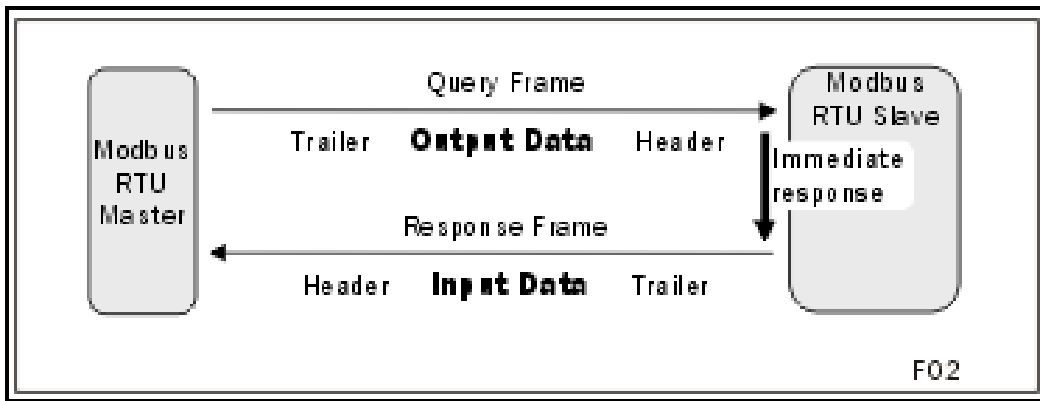 Query Frame
Trailer Output Data Header
Modbus
RTU
Master
Modbus
RTU Slave
Immediate
response
Response Frame
Header Input Data Trailer
F02